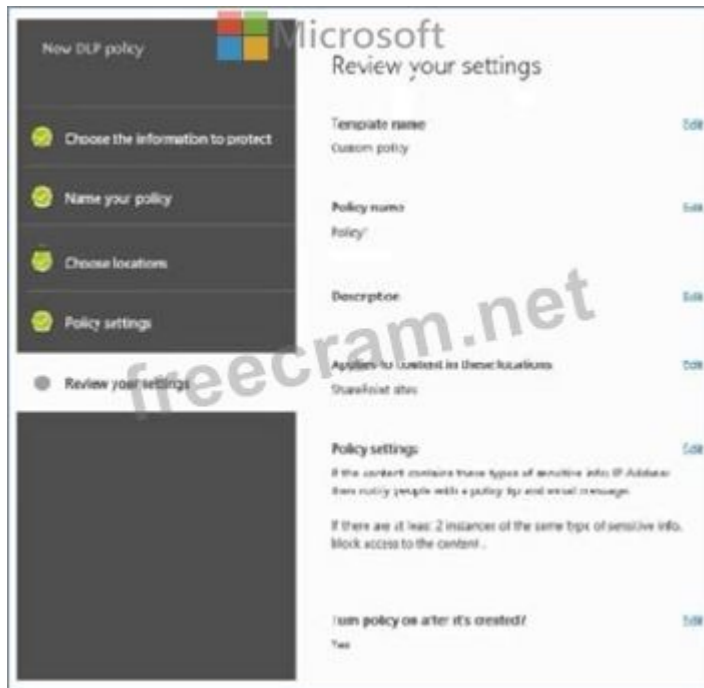 Microsoft
New DLP policy
Choose the information to protect
Name your policy
Choose locations
Policy settings
Review your settings
Review your settings
Template name
Edit
Custom policy
Policy name
Edit
Policy1
Description
Edit
Applies to content in these locations
Edit
SharePoint sites
Policy settings
Edit
If the content contains these types of sensitive info: IP Address
then notify people with a policy tip and email message.
If there are at least 2 instances of the same type of sensitive info,
block access to the content .
Turn policy on after it's created?
Edit
Yes
freecram.net